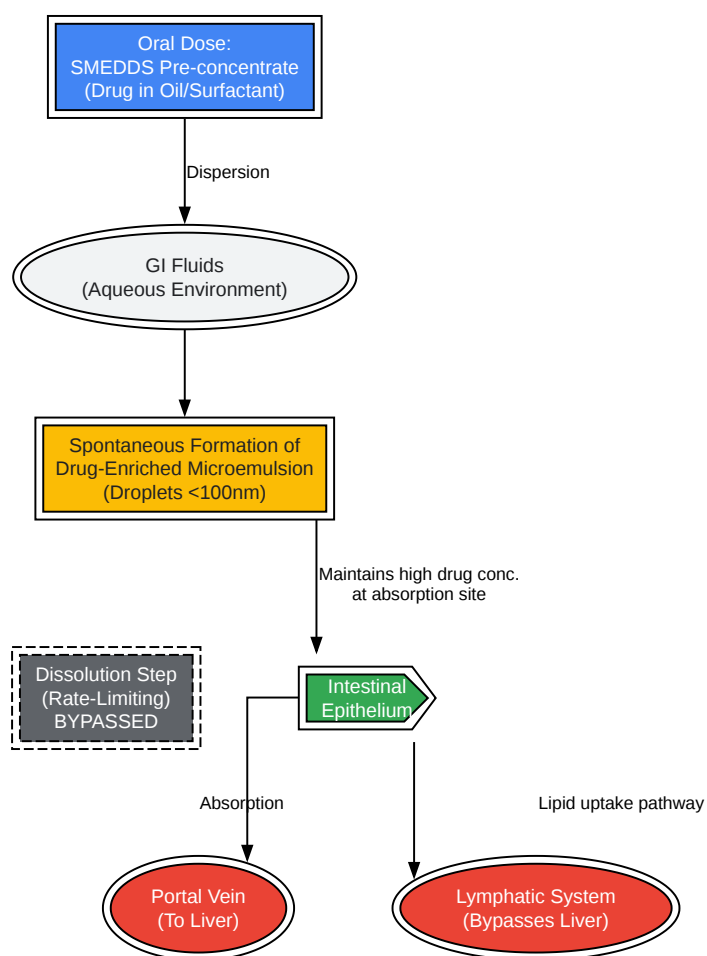 Oral Dose:
SMEDDS Pre-concentrate
(Drug in Oil/Surfactant)
Dispersion
GI Fluids
(Aqueous Environment)
Spontaneous Formation of
Drug-Enriched Microemulsion
(Droplets <100nm)
Maintains high drug conc.
at absorption site
Dissolution Step
(Rate-Limiting)
BYPASSED
Intestinal
Epithelium
Absorption
Lipid uptake pathway
Portal Vein
(To Liver)
Lymphatic System
(Bypasses Liver)